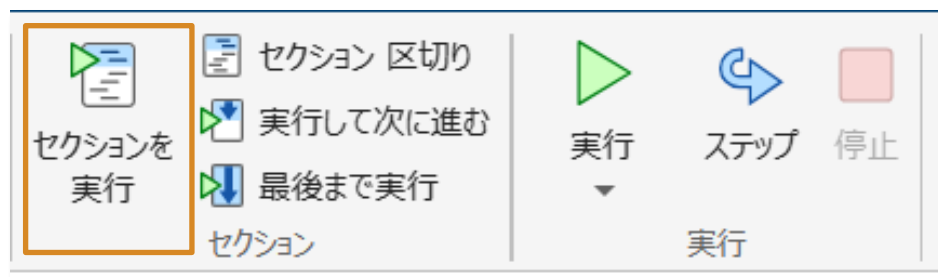 セクションを
実行
セクション 区切り
実行して次に進む
最後まで実行
セクション
実行
ステップ
停止
実行